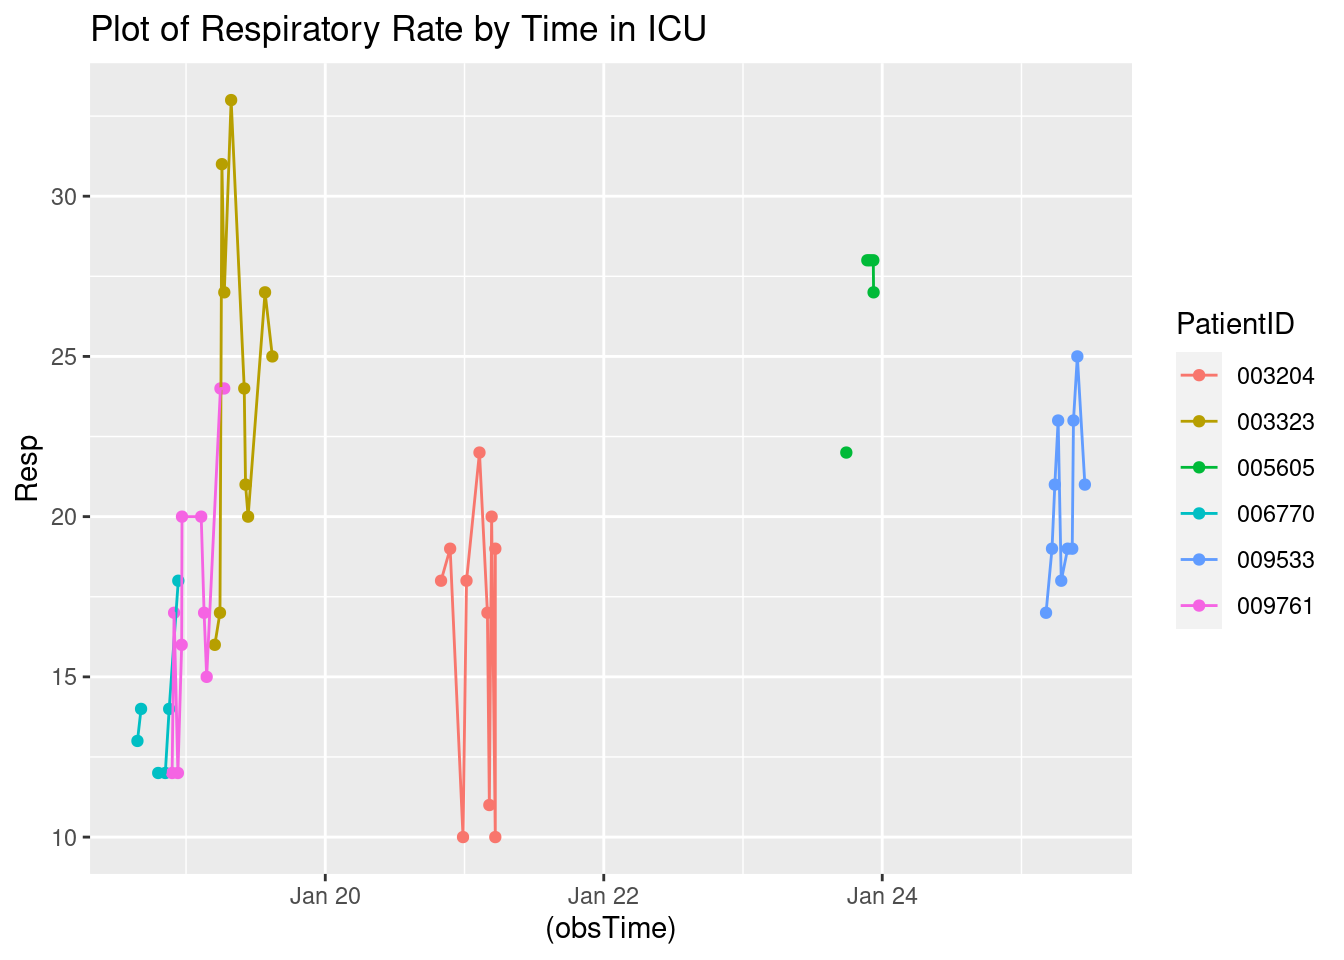 Plot of Respiratory Rate by Time in ICU
Resp
30
25
20
15
10
Jan 20
Jan 22
Jan 24
(obsTime)
PatientID
003204
003323
005605
006770
009533
009761